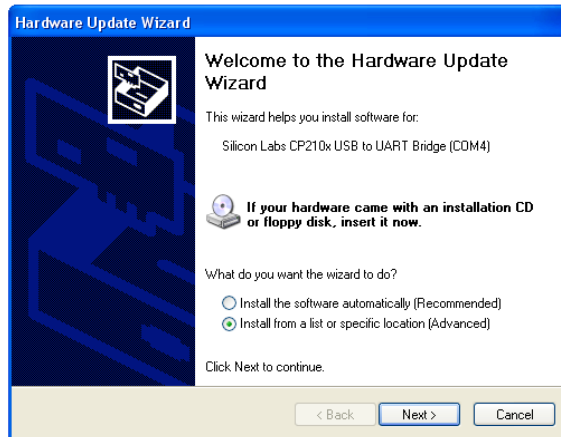 Hardware Update Wizard
Welcome to the Hardware Update
Wizard
This wizard helps you install software for:
Silicon Labs CP210x USB to UART Bridge (COM4)
If your hardware came with an installation CD
or floppy disk, insert it now.
What do you want the wizard to do?
Install the software automatically (Recommended)
Install from a list or specific location (Advanced)
Click Next to continue.
< Back Next > Cancel